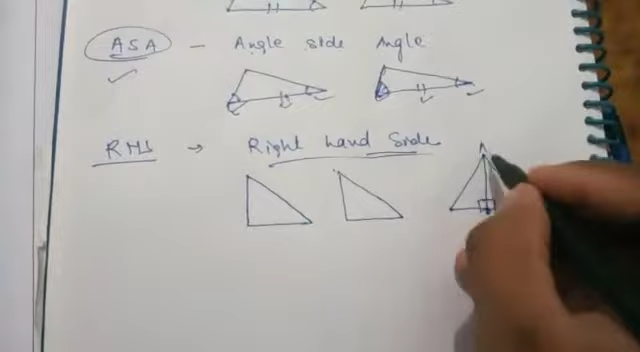 ASA - Angle side Angle
RHS → Right hand Side
A